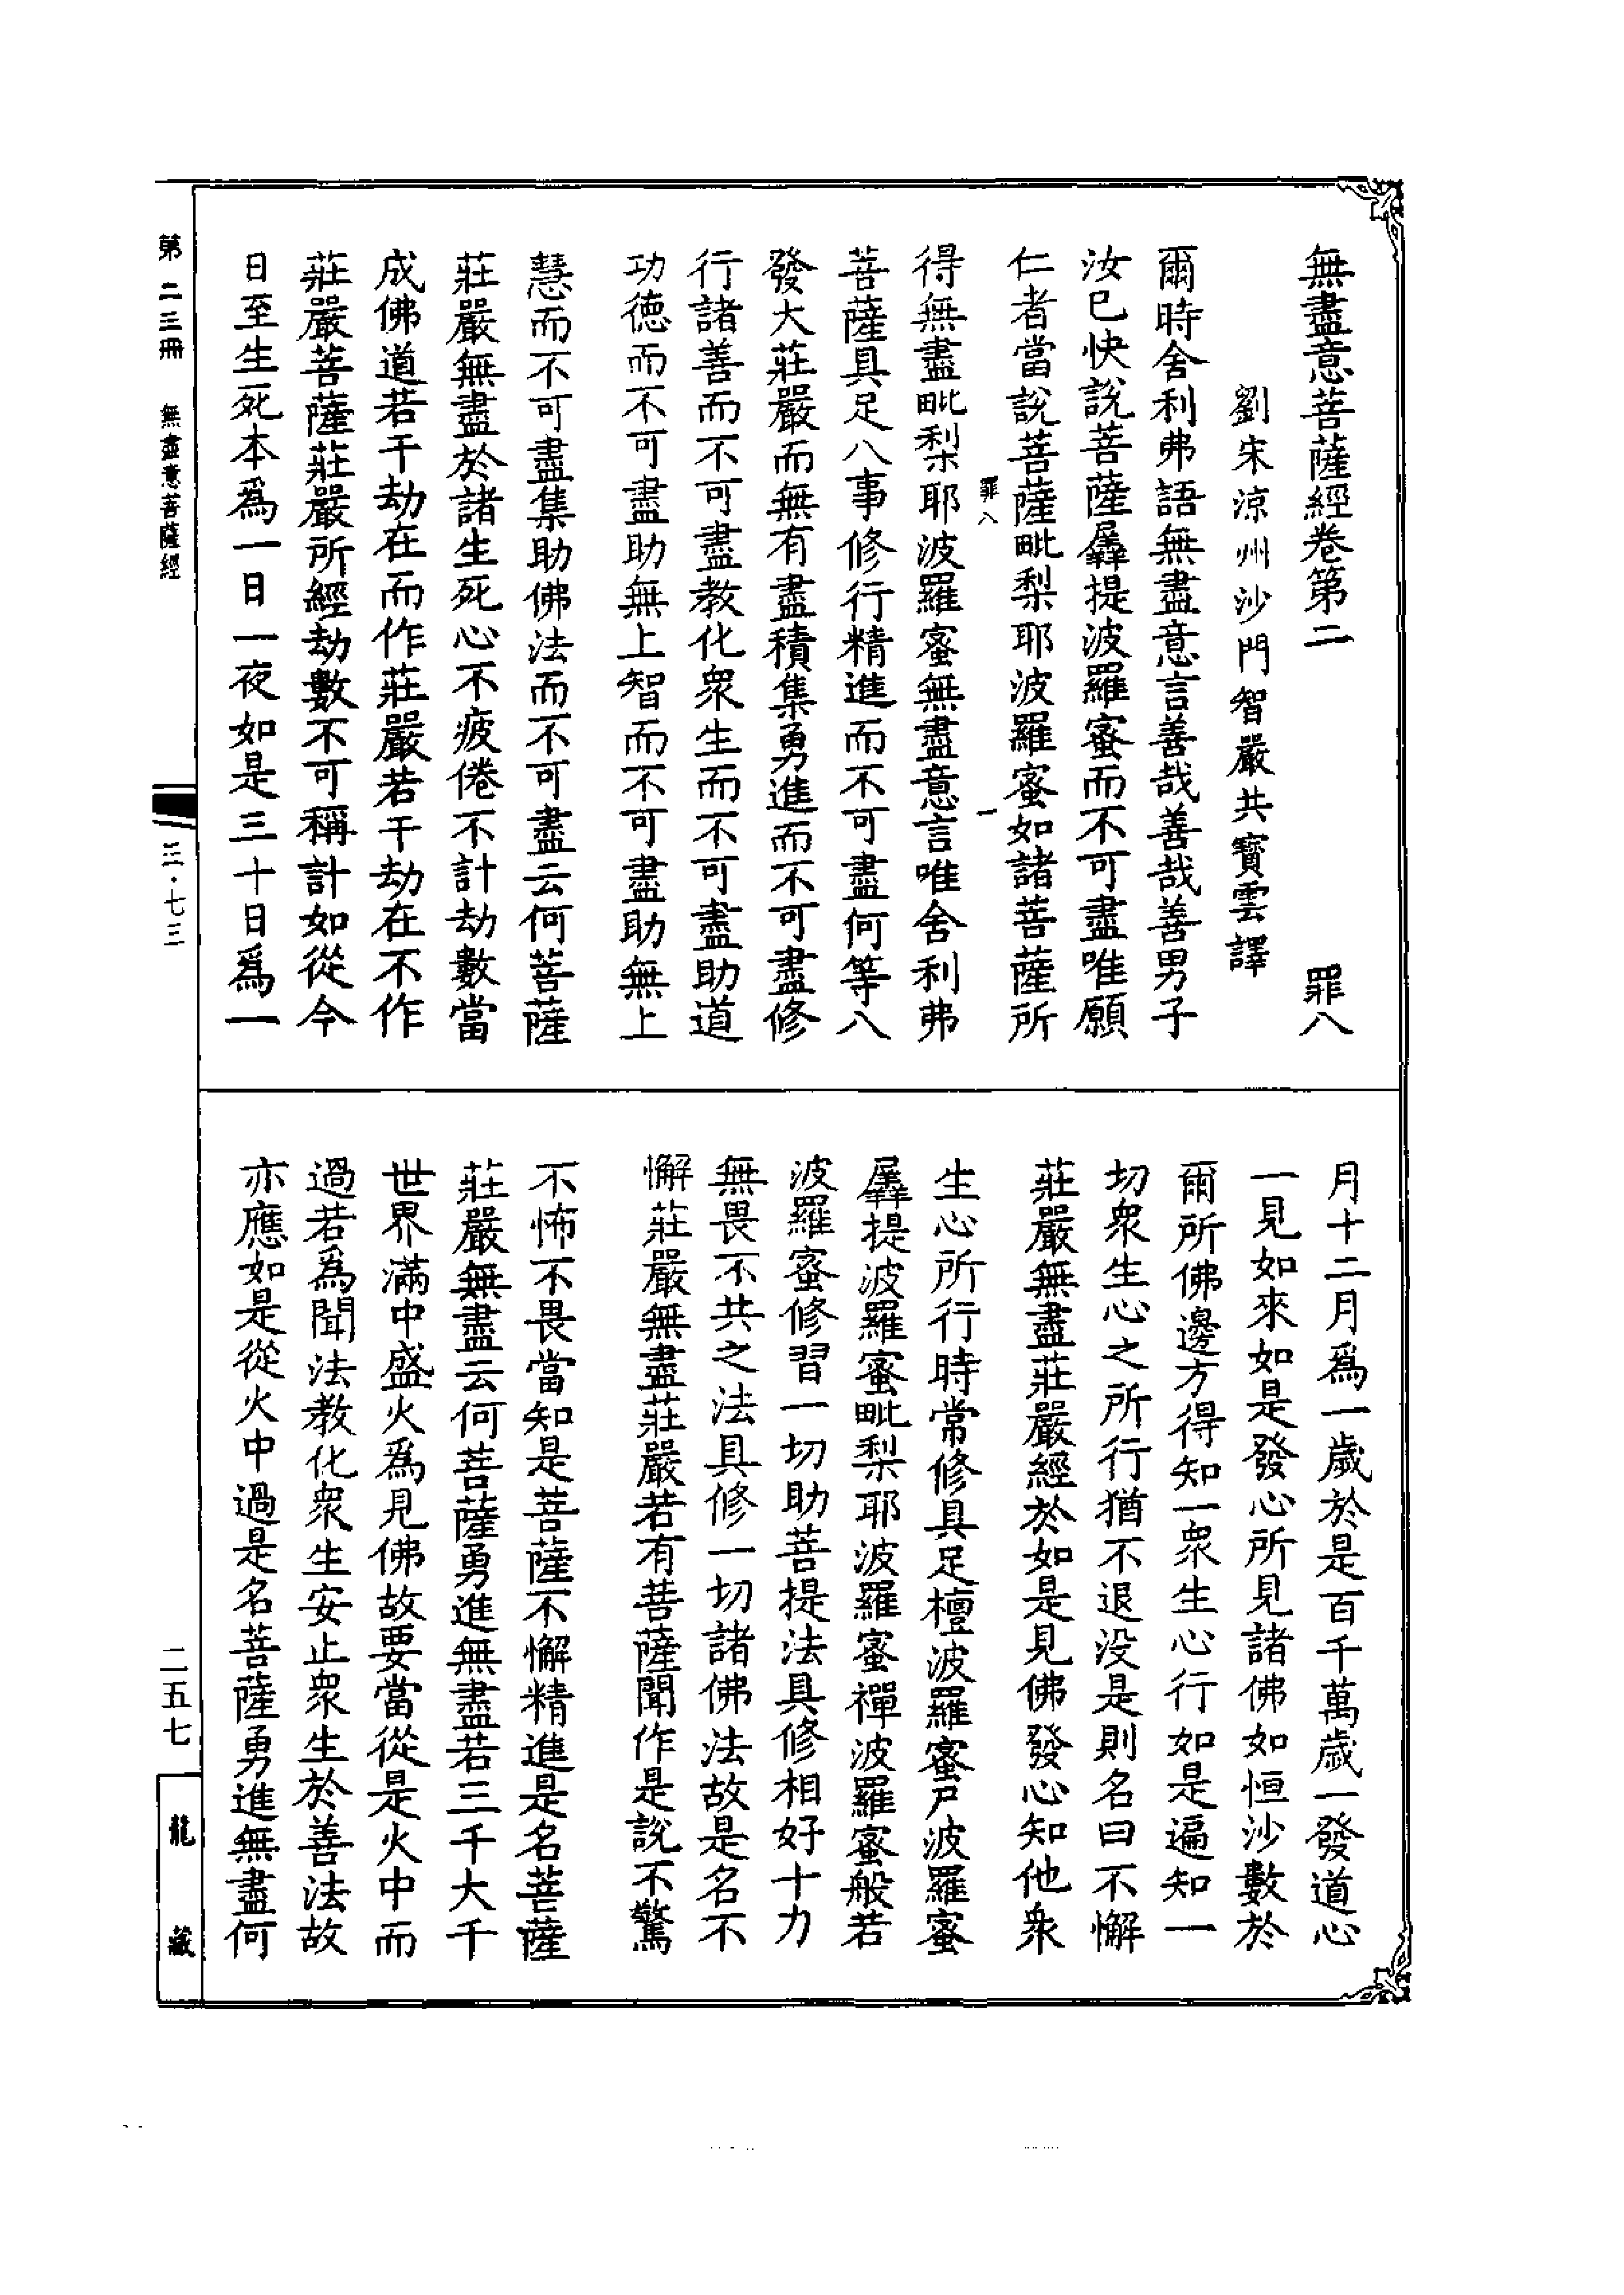 無盡意菩薩經卷第二　罪八
劉宋涼州沙門智嚴共寶雲譯
爾時舍利弗語無盡意言善哉善哉善男子
汝已快說菩薩羼提波羅蜜而不可盡唯願
仁者當說菩薩毗梨耶波羅蜜如諸菩薩所
罪八　一
得無盡毗梨耶波羅蜜無盡意言唯舍利弗
菩薩具足八事修行精進而不可盡何等八
發大莊嚴而無有盡積集勇進而不可盡修
行諸善而不可盡教化衆生而不可盡助道
功德而不可盡助無上智而不可盡助無上
慧而不可盡集助佛法而不可盡云何菩薩
莊嚴無盡於諸生死心不疲倦不計劫數當
成佛道若干劫在而作莊嚴若干劫在不作
莊嚴菩薩莊嚴所經劫數不可稱計如從今
日至生死本爲一日一夜如是三十日爲一
月十二月爲一歲於是百千萬歲一發道心
一見如來如是發心所見諸佛如恒沙數於
爾所佛邊方得知一衆生心行如是遍知一
切衆生心之所行猶不退沒是則名曰不懈
莊嚴無盡莊嚴經於如是見佛發心知他衆
生心所行時常修具足檀波羅蜜尸波羅蜜
羼提波羅蜜毗梨耶波羅蜜禪波羅蜜般若
波羅蜜修習一切助菩提法具修相好十力
無畏不共之法具修一切諸佛法故是名不
懈莊嚴無盡莊嚴若有菩薩聞作是說不驚
不怖不畏當知是菩薩不懈精進是名菩薩
莊嚴無盡云何菩薩勇進無盡若三千大千
世界滿中盛火爲見佛故要當從是火中而
過若爲聞法教化衆生安止衆生於善法故
亦應如是從火中過是名菩薩勇進無盡何
第二三冊　無盡意菩薩經
三·七三
二五七
龍藏